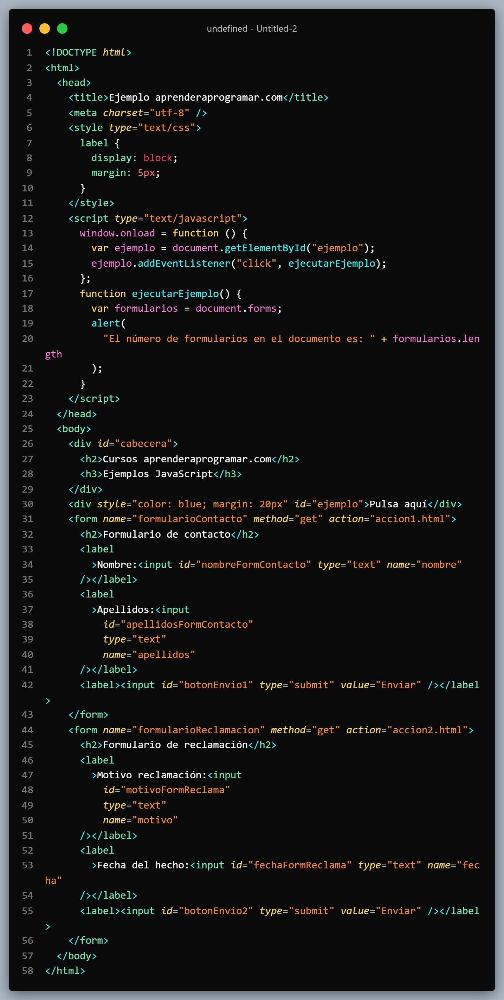 undefined - Untitled-2
1 <!DOCTYPE html>
2 <html>
3   <head>
4     <title>Ejemplo aprenderaprogramar.com</title>
5     <meta charset="utf-8" />
6     <style type="text/css">
7       label {
8         display: block;
9         margin: 5px;
10       }
11     </style>
12     <script type="text/javascript">
13       window.onload = function () {
14         var ejemplo = document.getElementById("ejemplo");
15         ejemplo.addEventListener("click", ejecutarEjemplo);
16       };
17       function ejecutarEjemplo() {
18         var formularios = document.forms;
19         alert(
20           "El número de formularios en el documento es: " + formularios.len
gth
21         );
22       }
23     </script>
24   </head>
25   <body>
26     <div id="cabecera">
27       <h2>Cursos aprenderaprogramar.com</h2>
28       <h3>Ejemplos JavaScript</h3>
29     </div>
30     <div style="color: blue; margin: 20px" id="ejemplo">Pulsa aquí</div>
31     <form name="formularioContacto" method="get" action="accion1.html">
32       <h2>Formulario de contacto</h2>
33       <label
34         >Nombre:<input id="nombreFormContacto" type="text" name="nombre"
35       /></label>
36       <label
37         >Apellidos:<input
38           id="apellidosFormContacto"
39           type="text"
40           name="apellidos"
41       /></label>
42       <label><input id="botonEnvio1" type="submit" value="Enviar" /></label
>
43     </form>
44     <form name="formularioReclamacion" method="get" action="accion2.html">
45       <h2>Formulario de reclamación</h2>
46       <label
47         >Motivo reclamación:<input
48           id="motivoFormReclama"
49           type="text"
50           name="motivo"
51       /></label>
52       <label
53         >Fecha del hecho:<input id="fechaFormReclama" type="text" name="fec
ha"
54       /></label>
55       <label><input id="botonEnvio2" type="submit" value="Enviar" /></label
>
56     </form>
57   </body>
58 </html>